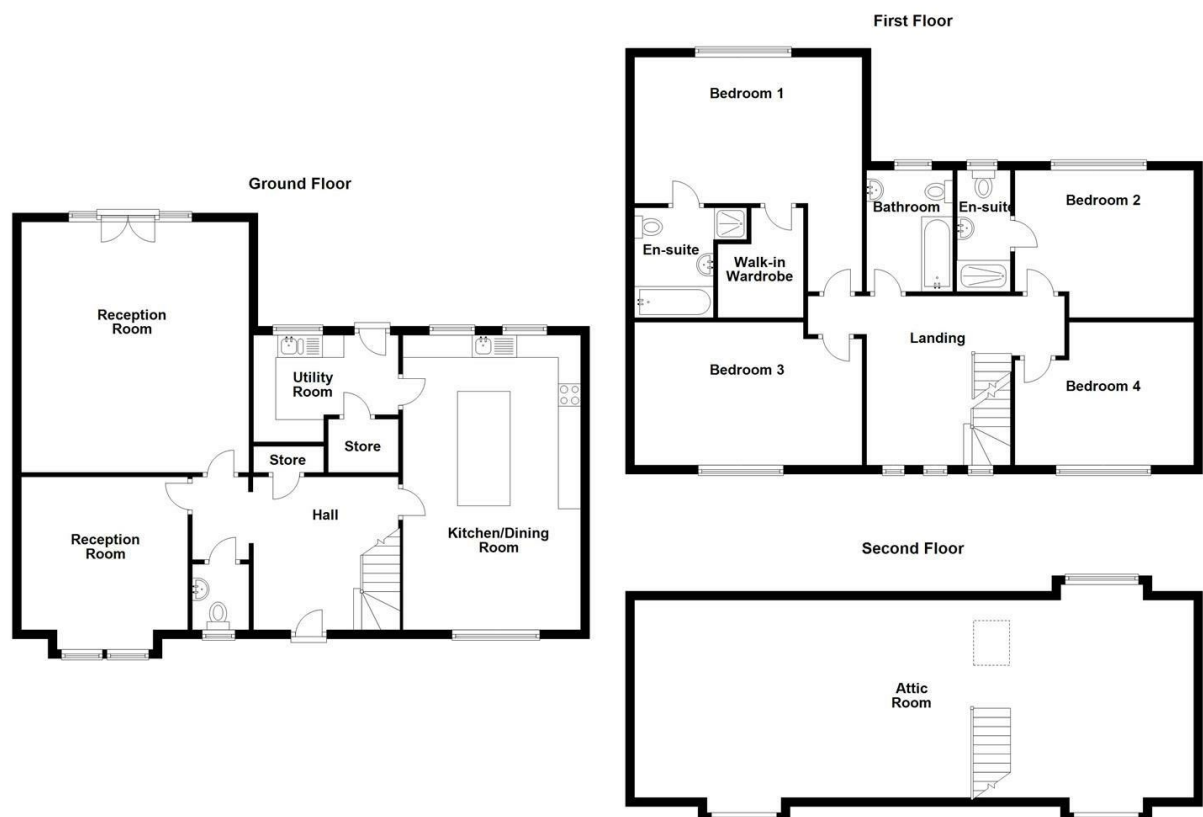 Ground Floor
Reception
Room
Utility
Room
Store
Store
Hall
Reception
Room
Kitchen/Dining
Room
First Floor
Bedroom 1
En-suite
Walk-in
Wardrobe
Bathroom
En-suite
Bedroom 2
Landing
Bedroom 3
Bedroom 4
Second Floor
Attic
Room